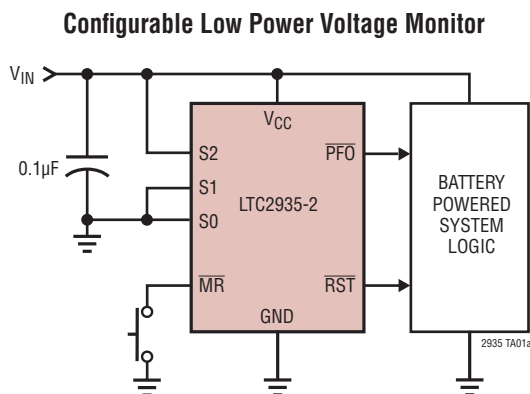 Configurable Low Power Voltage Monitor
VIN
VCC
0.1µF
S2
S1
S0
MR
LTC2935-2
PFO
RST
GND
BATTERY
POWERED
SYSTEM
LOGIC
2935 TA01a